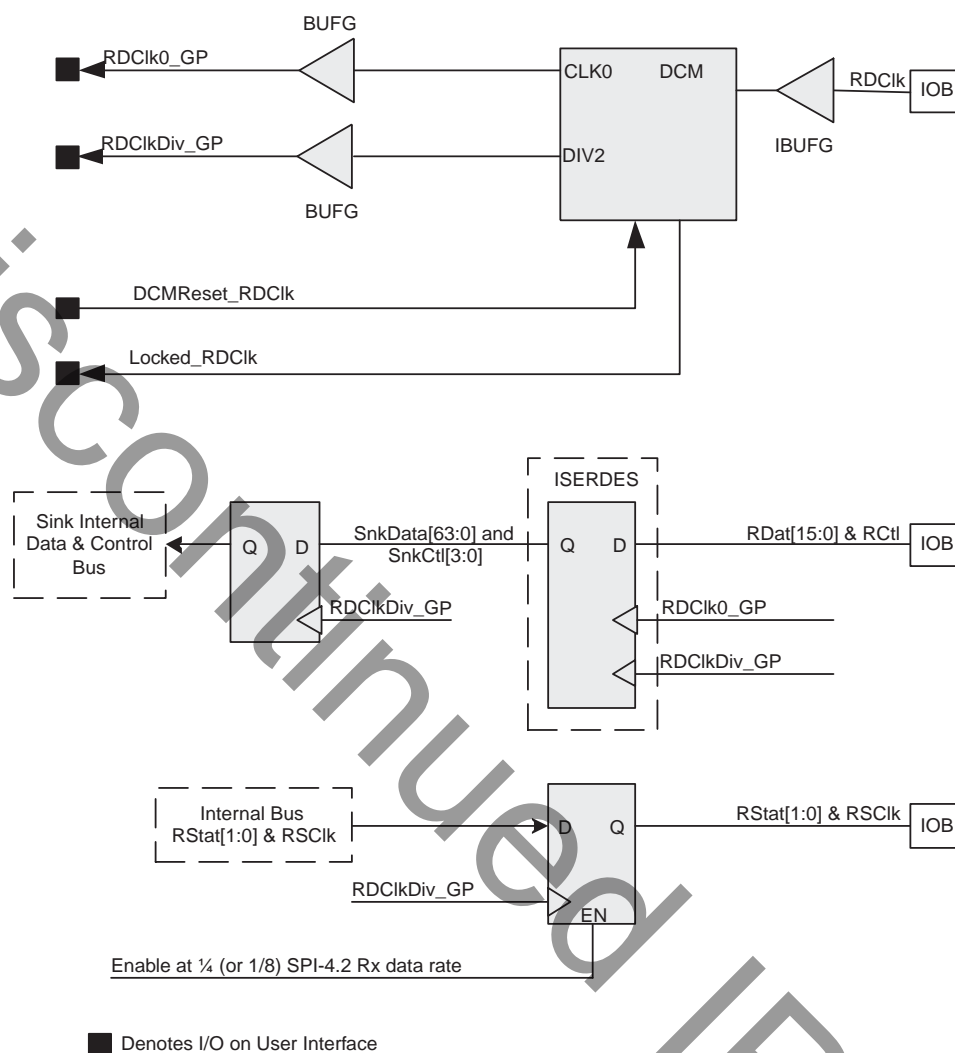 BUFG
RDClk0_GP
CLK0
DCM
RDClk
IOB
IBUFG
RDClkDiv_GP
DIV2
BUFG
DCMReset_RDClk
Locked_RDClk
ISERDES
Sink Internal
Data & Control
Bus
Q
D
SnkData[63:0] and
SnkCtl[3:0]
Q
D
RDat[15:0] & RCtl
IOB
RDClkDiv_GP
RDClk0_GP
RDClkDiv_GP
Internal Bus
RStat[1:0] & RSClk
D
Q
RStat[1:0] & RSClk
IOB
RDClkDiv_GP
EN
Enable at ¼ (or 1/8) SPI-4.2 Rx data rate
Denotes I/O on User Interface
iscontinued IP